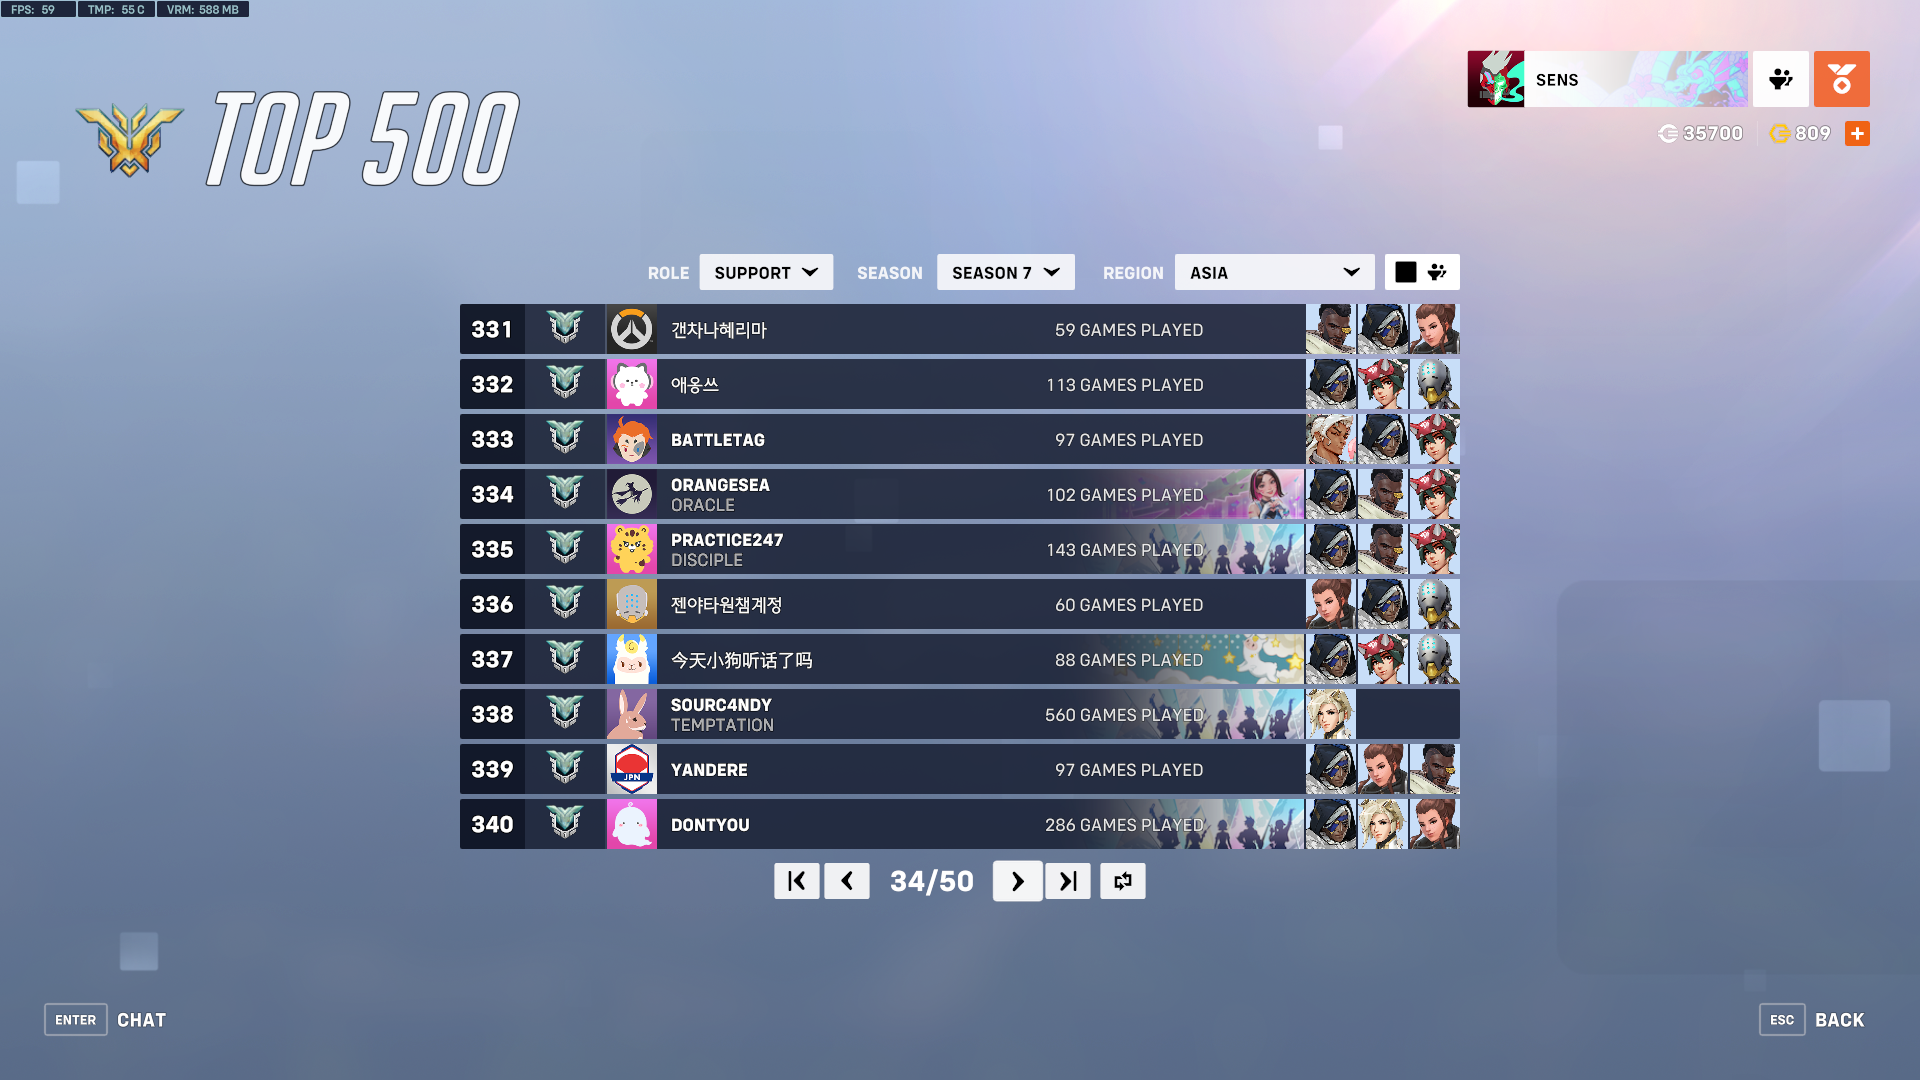 FPS: 59 TMP: 55 C VRM: 588 MB
TOP 500
SENS
35700 809
ROLE SUPPORT SEASON SEASON 7 REGION ASIA
331 갠차나헤리마 59 GAMES PLAYED
332 애옹쓰 113 GAMES PLAYED
333 BATTLETAG 97 GAMES PLAYED
334 ORANGESEA 102 GAMES PLAYED
ORACLE
335 PRACTICE247 143 GAMES PLAYED
DISCIPLE
336 젠야타원챔계정 60 GAMES PLAYED
337 今天小狗听话了吗 88 GAMES PLAYED
338 SOURC4NDY 560 GAMES PLAYED
TEMPTATION
339 JPN YANDERE 97 GAMES PLAYED
340 DONTYOU 286 GAMES PLAYED
34/50
ENTER CHAT
ESC BACK